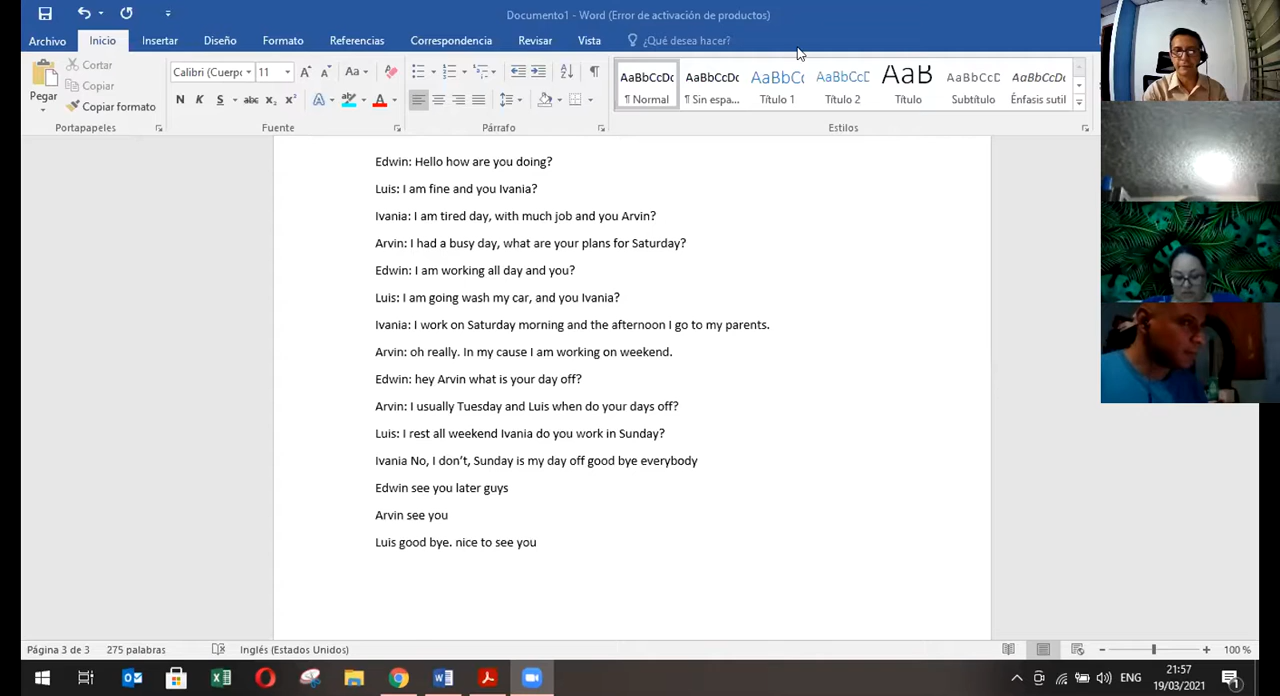 Documento1 - Word (Error de activación de productos)
Archivo Inicio Insertar Diseño Formato Referencias Correspondencia Revisar Vista ¿Qué desea hacer?
Pegar
Cortar
Copiar
Copiar formato
Portapapeles
Calibri (Cuerpo 11
N K S abc x₂ x²
Fuente
Párrafo
AaBbCcDc AaBbCcDc AaBbCc AaBbCcD AaB AaBbCcD AaBbCcDc
¶ Normal ¶ Sin espa... Título 1 Título 2 Título Subtítulo Énfasis sutil
Estilos
Edwin: Hello how are you doing?
Luis: I am fine and you Ivania?
Ivania: I am tired day, with much job and you Arvin?
Arvin: I had a busy day, what are your plans for Saturday?
Edwin: I am working all day and you?
Luis: I am going wash my car, and you Ivania?
Ivania: I work on Saturday morning and the afternoon I go to my parents.
Arvin: oh really. In my cause I am working on weekend.
Edwin: hey Arvin what is your day off?
Arvin: I usually Tuesday and Luis when do your days off?
Luis: I rest all weekend Ivania do you work in Sunday?
Ivania No, I don't, Sunday is my day off good bye everybody
Edwin see you later guys
Arvin see you
Luis good bye. nice to see you
Página 3 de 3 275 palabras Inglés (Estados Unidos) 100 %
ENG
21:57
19/03/2021